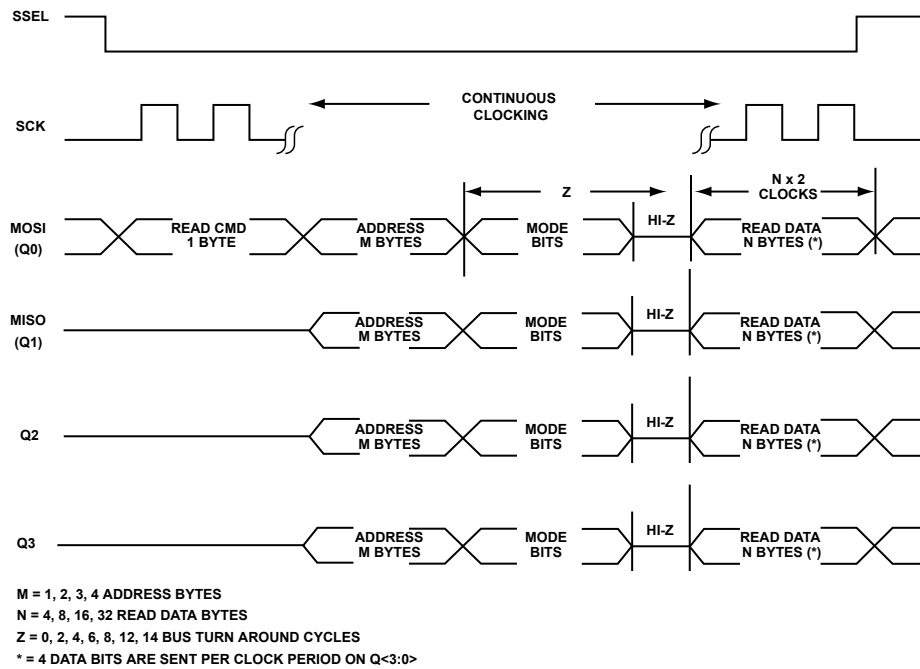 SSEL
SCK
CONTINUOUS
CLOCKING
Z
N x 2
CLOCKS
MOSI
(Q0)
READ CMD
1 BYTE
ADDRESS
M BYTES
MODE
BITS
HI-Z
READ DATA
N BYTES (*)
MISO
(Q1)
ADDRESS
M BYTES
MODE
BITS
HI-Z
READ DATA
N BYTES (*)
Q2
ADDRESS
M BYTES
MODE
BITS
HI-Z
READ DATA
N BYTES (*)
Q3
ADDRESS
M BYTES
MODE
BITS
HI-Z
READ DATA
N BYTES (*)
M = 1, 2, 3, 4 ADDRESS BYTES
N = 4, 8, 16, 32 READ DATA BYTES
Z = 0, 2, 4, 6, 8, 12, 14 BUS TURN AROUND CYCLES
* = 4 DATA BITS ARE SENT PER CLOCK PERIOD ON Q<3:0>